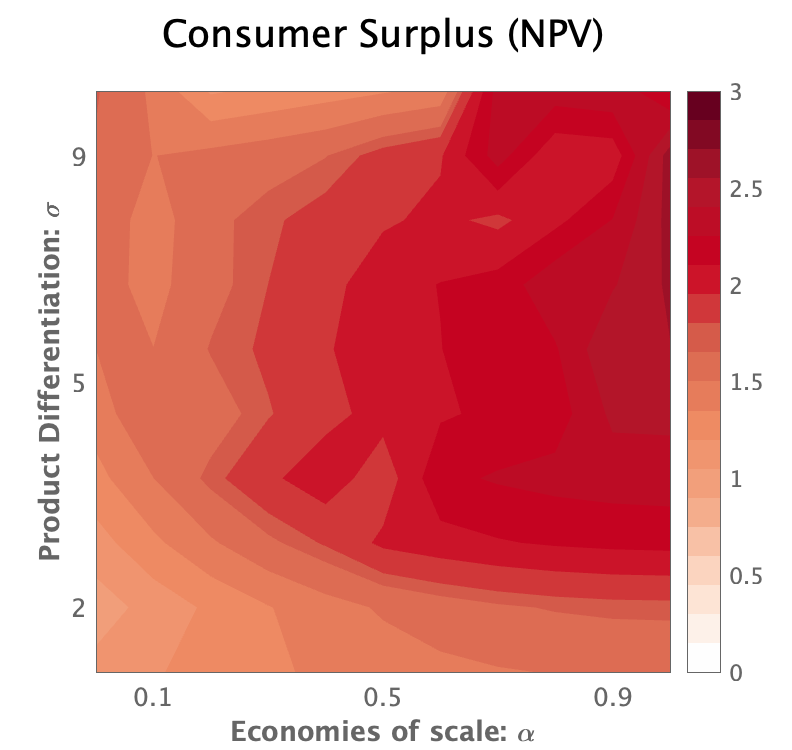 Consumer Surplus (NPV)
3
2.5
2
1.5
1
0.5
0
9
5
2
Product Differentiation: σ
0.1 0.5 0.9
Economies of scale: α